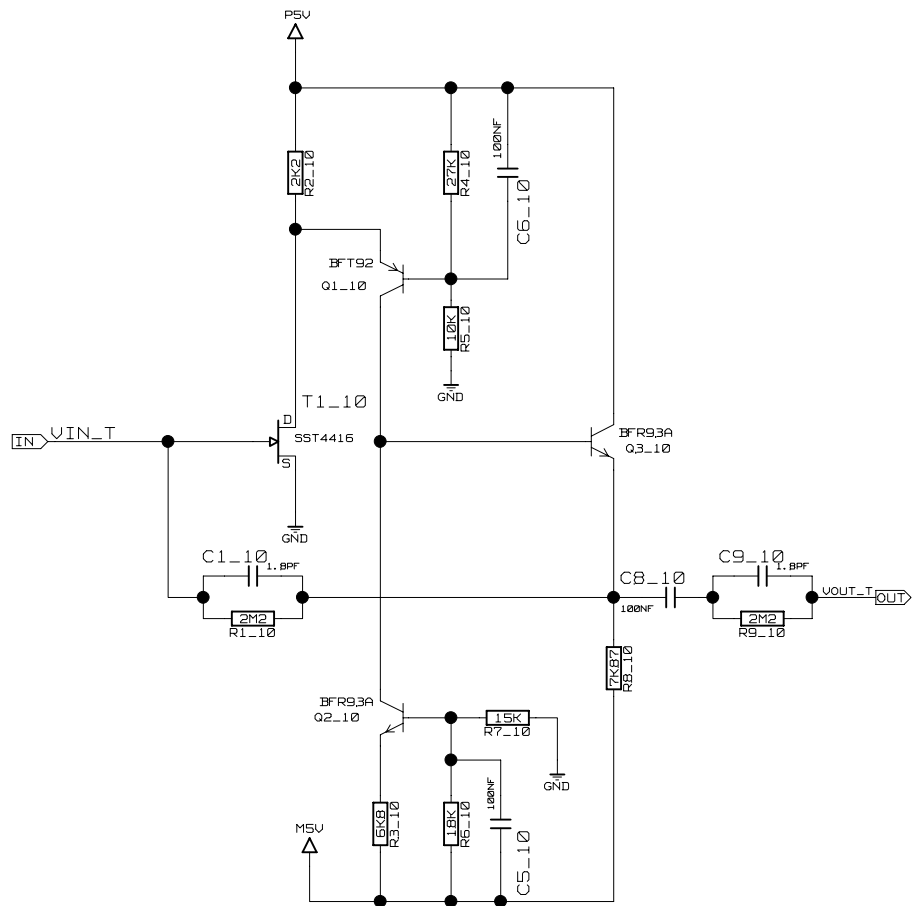 P5V
2K2
R2_10
27K
R4_10
100NF
C6_10
BFT92
Q1_10
10K
R5_10
GND
T1_10
D
SST4416
S
GND
IN
VIN_T
BFR93A
Q3_10
C1_10
1.8PF
2M2
R1_10
C8_10
100NF
C9_10
1.8PF
2M2
R9_10
VOUT_T
OUT
7K87
R8_10
BFR93A
Q2_10
15K
R7_10
GND
6K8
R3_10
18K
R6_10
100NF
C5_10
M5V